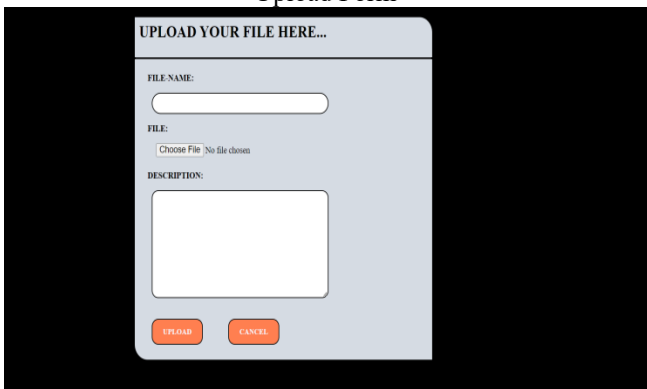 Upload Form
UPLOAD YOUR FILE HERE...
FILE-NAME:
FILE:
Choose File No file chosen
DESCRIPTION:
UPLOAD CANCEL